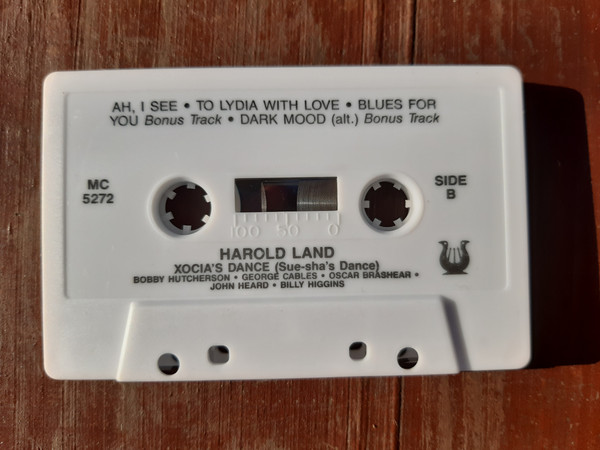 AH, I SEE • TO LYDIA WITH LOVE • BLUES FOR
YOU Bonus Track • DARK MOOD (alt.) Bonus Track
MC
5272
SIDE
B
100 50 0
HAROLD LAND
XOCIA'S DANCE (Sue-sha's Dance)
BOBBY HUTCHERSON • GEORGE CABLES • OSCAR BRASHEAR •
JOHN HEARD • BILLY HIGGINS